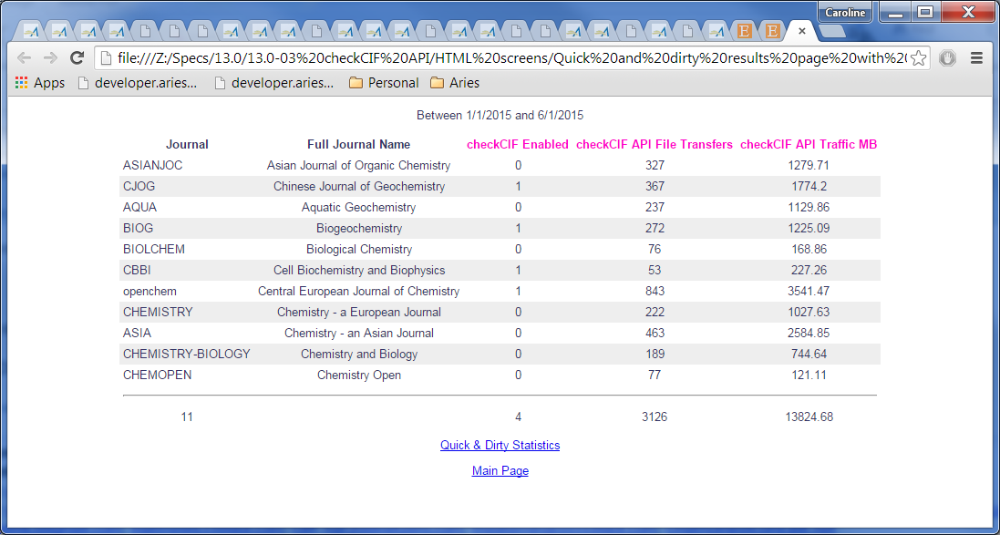 Caroline
file:///Z:/Specs/13.0/13.0-03%20checkCIF%20API/HTML%20screens/Quick%20and%20dirty%20results%20page%20with%20
Apps developer.aries... developer.aries... Personal Aries
Between 1/1/2015 and 6/1/2015
Journal Full Journal Name checkCIF Enabled checkCIF API File Transfers checkCIF API Traffic MB
ASIANJOC Asian Journal of Organic Chemistry 0 327 1279.71
CJOG Chinese Journal of Geochemistry 1 367 1774.2
AQUA Aquatic Geochemistry 0 237 1129.86
BIOG Biogeochemistry 1 272 1225.09
BIOLCHEM Biological Chemistry 0 76 168.86
CBBI Cell Biochemistry and Biophysics 1 53 227.26
openchem Central European Journal of Chemistry 1 843 3541.47
CHEMISTRY Chemistry - a European Journal 0 222 1027.63
ASIA Chemistry - an Asian Journal 0 463 2584.85
CHEMISTRY-BIOLOGY Chemistry and Biology 0 189 744.64
CHEMOPEN Chemistry Open 0 77 121.11
11 4 3126 13824.68
Quick & Dirty Statistics
Main Page